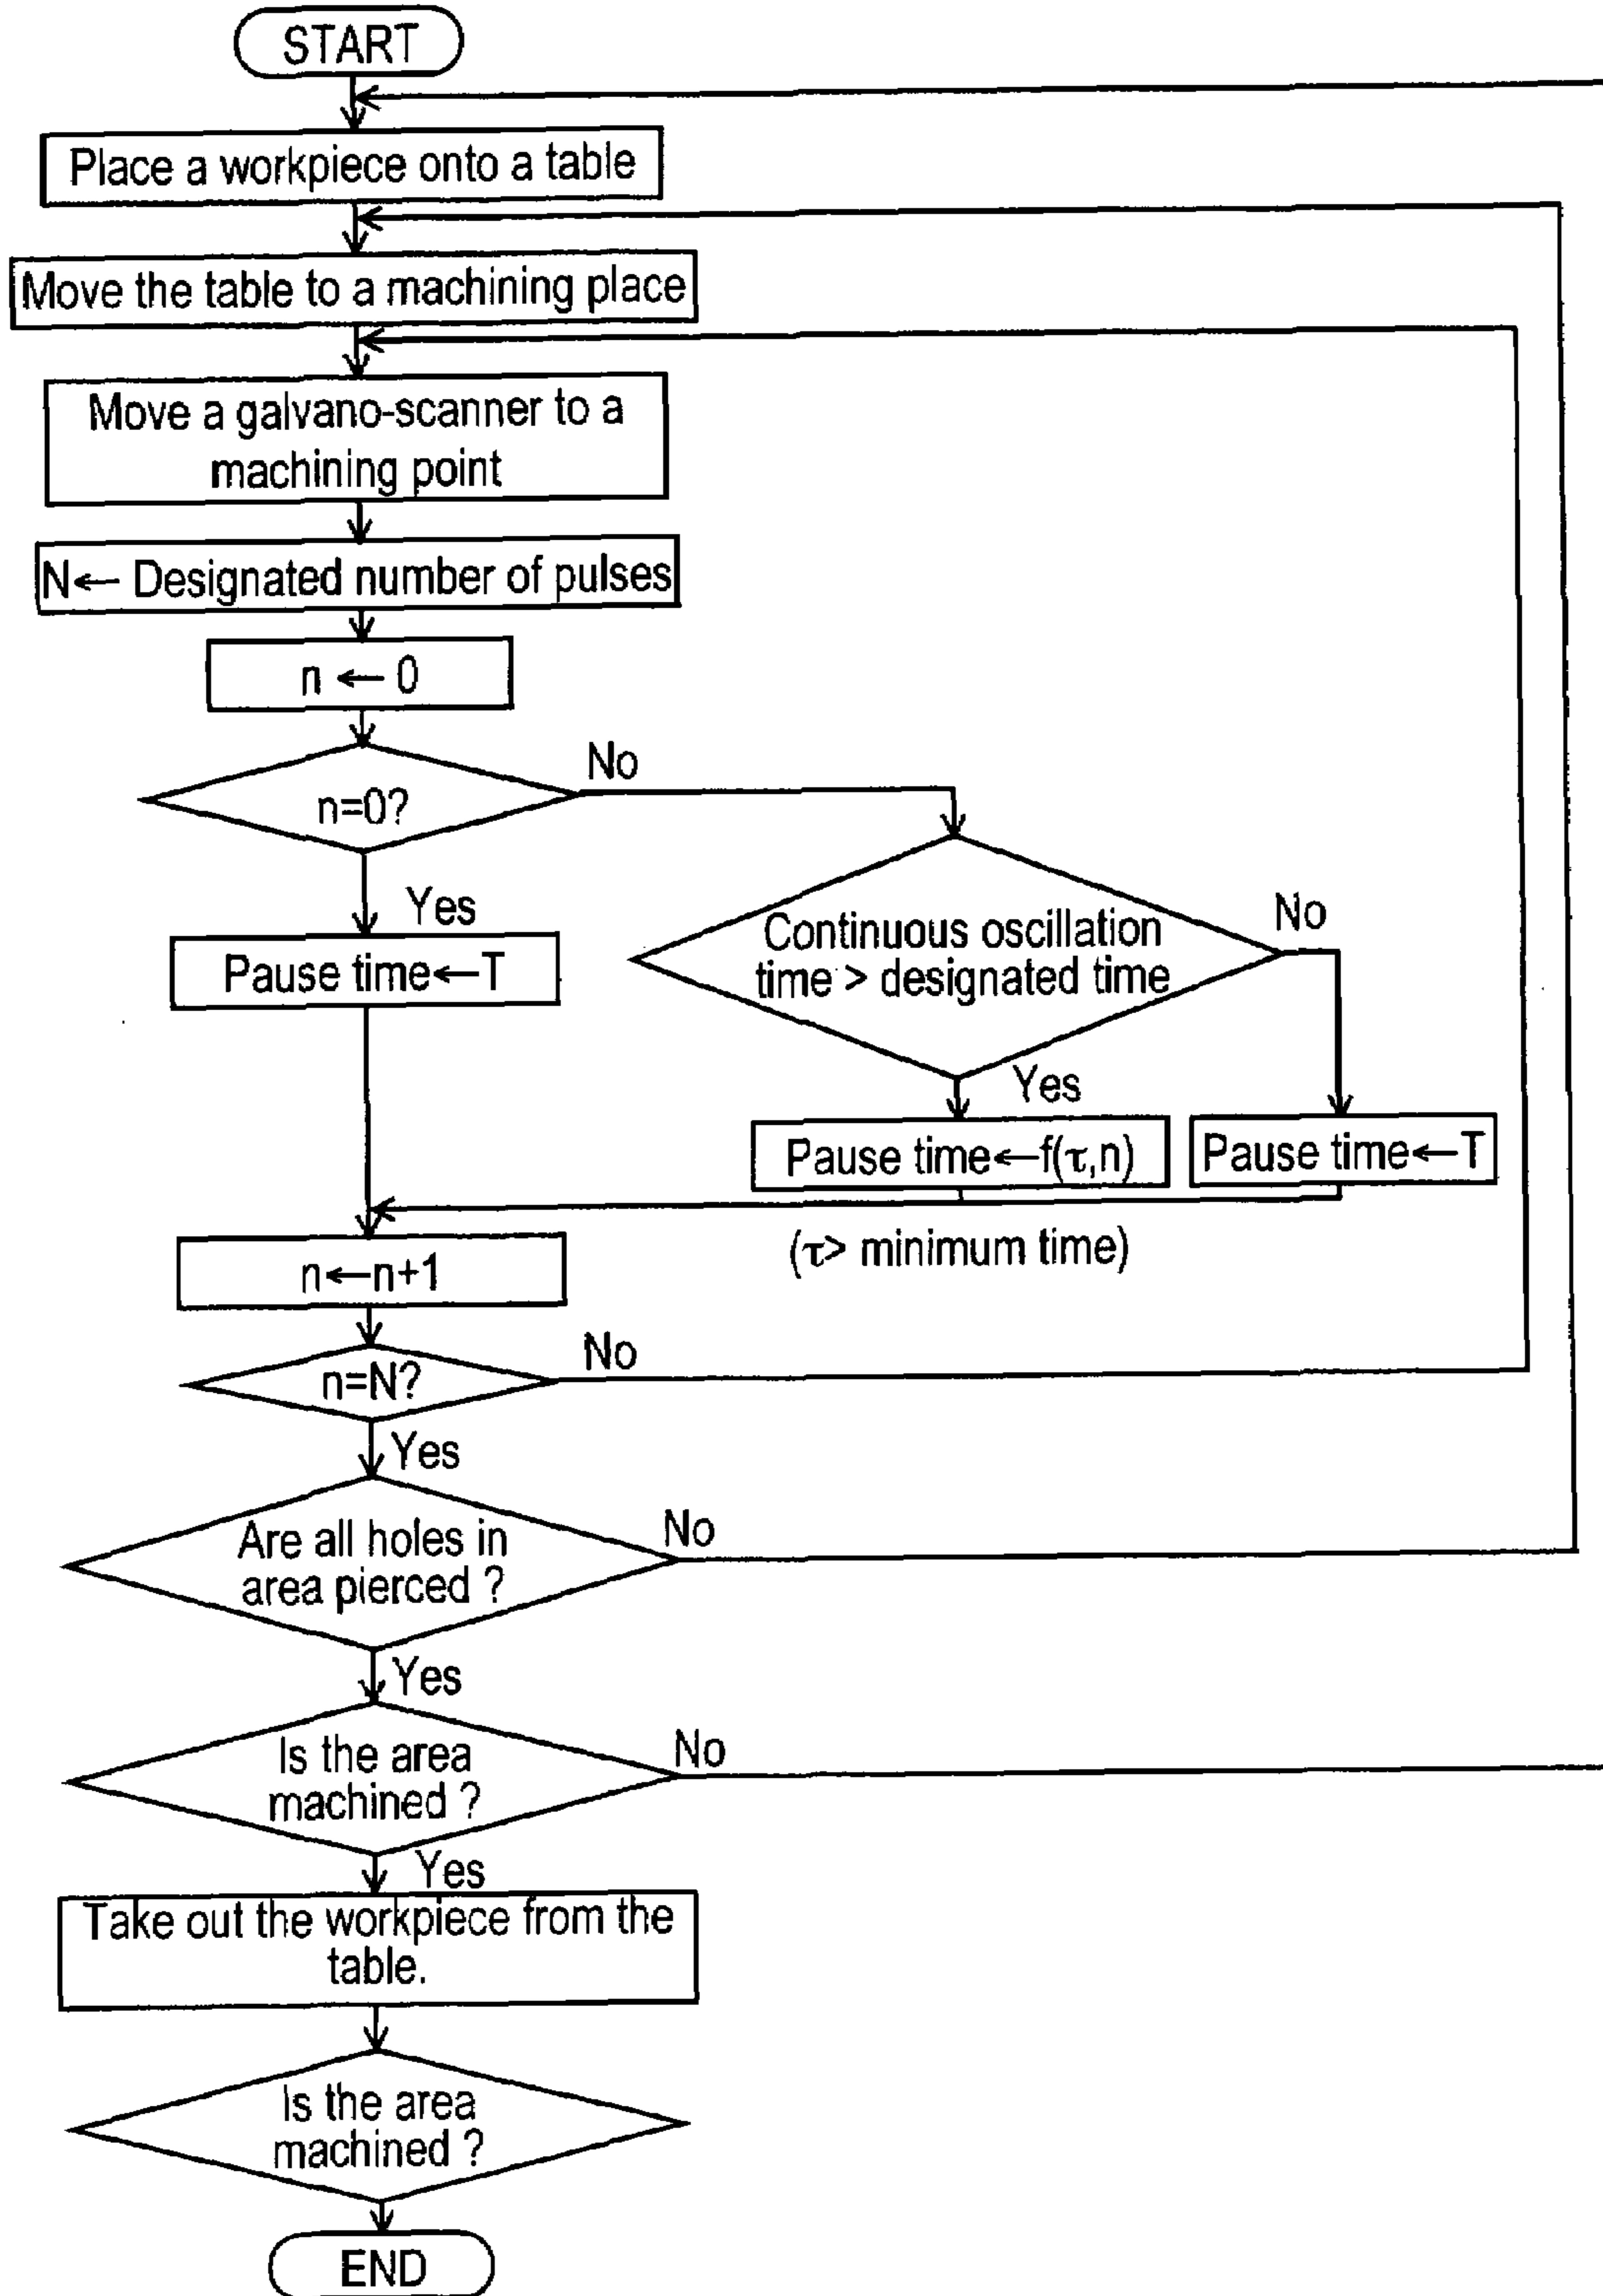 START
Place a workpiece onto a table
Move the table to a machining place
Move a galvano-scanner to a
machining point
N← Designated number of pulses
n ← 0
n=0?
No
Yes
Pause time←T
Continuous oscillation
time > designated time
No
Yes
Pause time←f(τ,n)
Pause time←T
(τ> minimum time)
n←n+1
n=N?
No
Yes
Are all holes in
area pierced ?
No
Yes
Is the area
machined ?
No
Yes
Take out the workpiece from the
table.
Is the area
machined ?
END